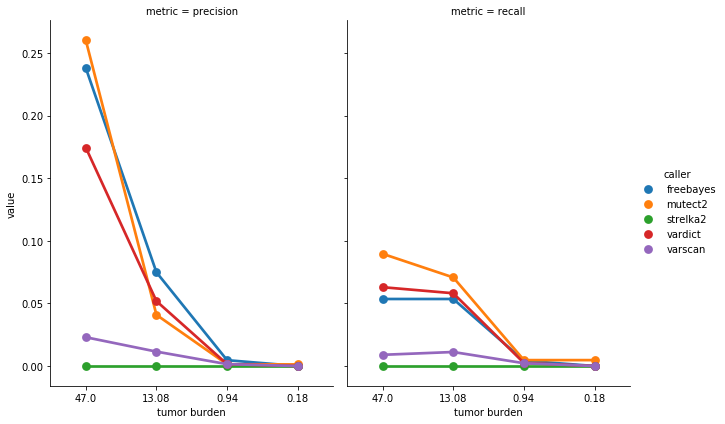 metric = precision
metric = recall
value
0.25
0.20
0.15
0.10
0.05
0.00
47.0 13.08 0.94 0.18
tumor burden
47.0 13.08 0.94 0.18
tumor burden
caller
freebayes
mutect2
strelka2
vardict
varscan